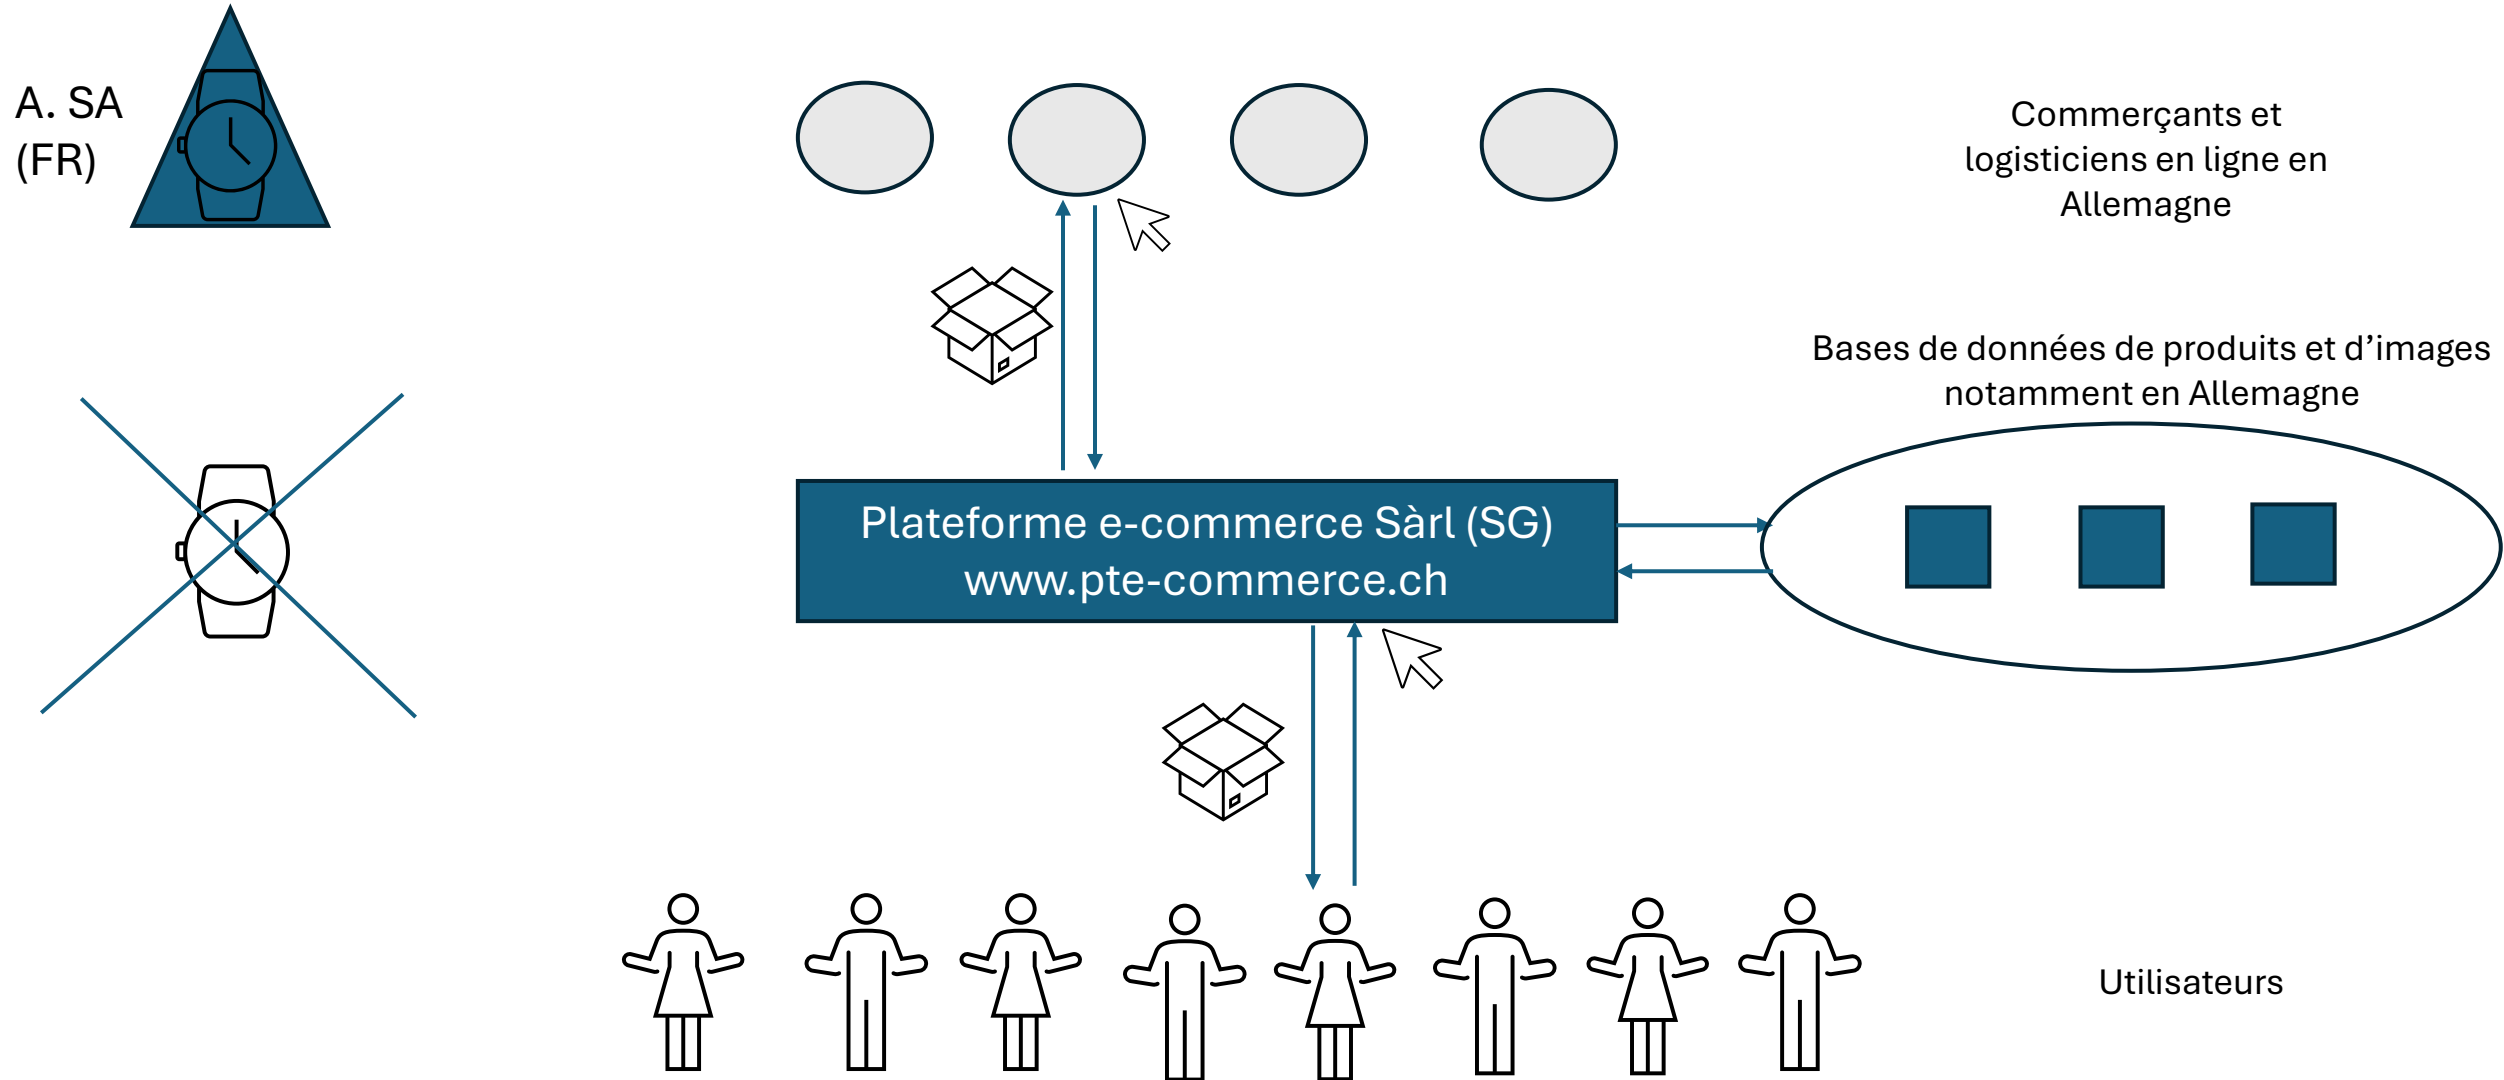 A. SA
(FR)
Commerçants et
logisticiens en ligne en
Allemagne
Bases de données de produits et d’images
notamment en Allemagne
Plateforme e-commerce Sàrl (SG)
www.pte-commerce.ch
Utilisateurs